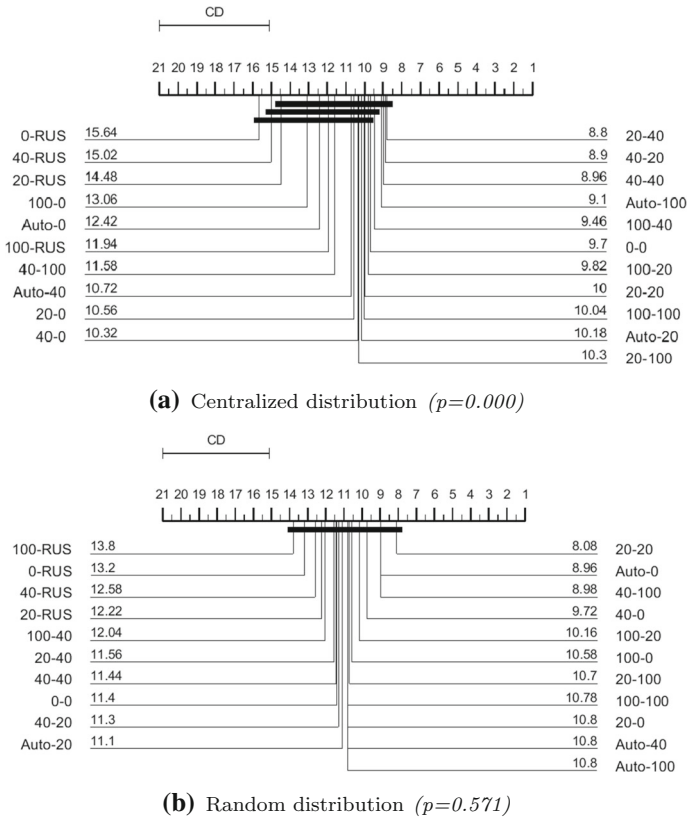 CD
21 20 19 18 17 16 15 14 13 12 11 10 9 8 7 6 5 4 3 2 1
0-RUS 15.64 8.8 20-40
40-RUS 15.02 8.9 40-20
20-RUS 14.48 8.96 40-40
100-0 13.06 9.1 Auto-100
Auto-0 12.42 9.46 100-40
100-RUS 11.94 9.7 0-0
40-100 11.58 9.82 100-20
Auto-40 10.72 10 20-20
20-0 10.56 10.04 100-100
40-0 10.32 10.18 Auto-20
10.3 20-100
(a) Centralized distribution (p=0.000)
CD
21 20 19 18 17 16 15 14 13 12 11 10 9 8 7 6 5 4 3 2 1
100-RUS 13.8 8.08 20-20
0-RUS 13.2 8.96 Auto-0
40-RUS 12.58 8.98 40-100
20-RUS 12.22 9.72 40-0
100-40 12.04 10.16 100-20
20-40 11.56 10.58 100-0
40-40 11.44 10.7 20-100
0-0 11.4 10.78 100-100
40-20 11.3 10.8 20-0
Auto-20 11.1 10.8 Auto-40
10.8 Auto-100
(b) Random distribution (p=0.571)